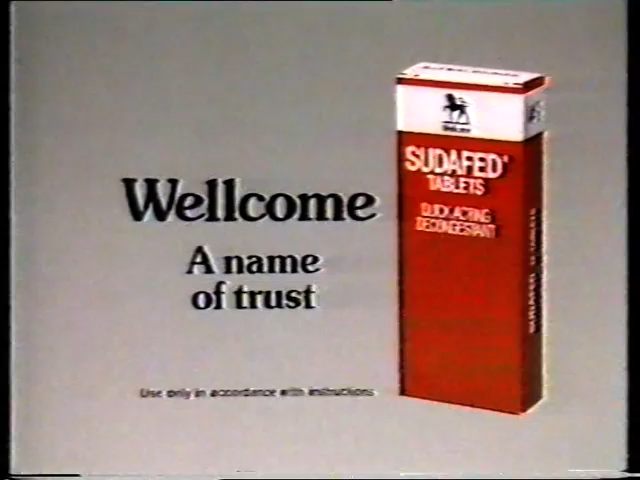 Wellcome
A name
of trust
Use only in accordance with instructions
SUDAFED
TABLETS
QUICK ACTING
DECONGESTANT